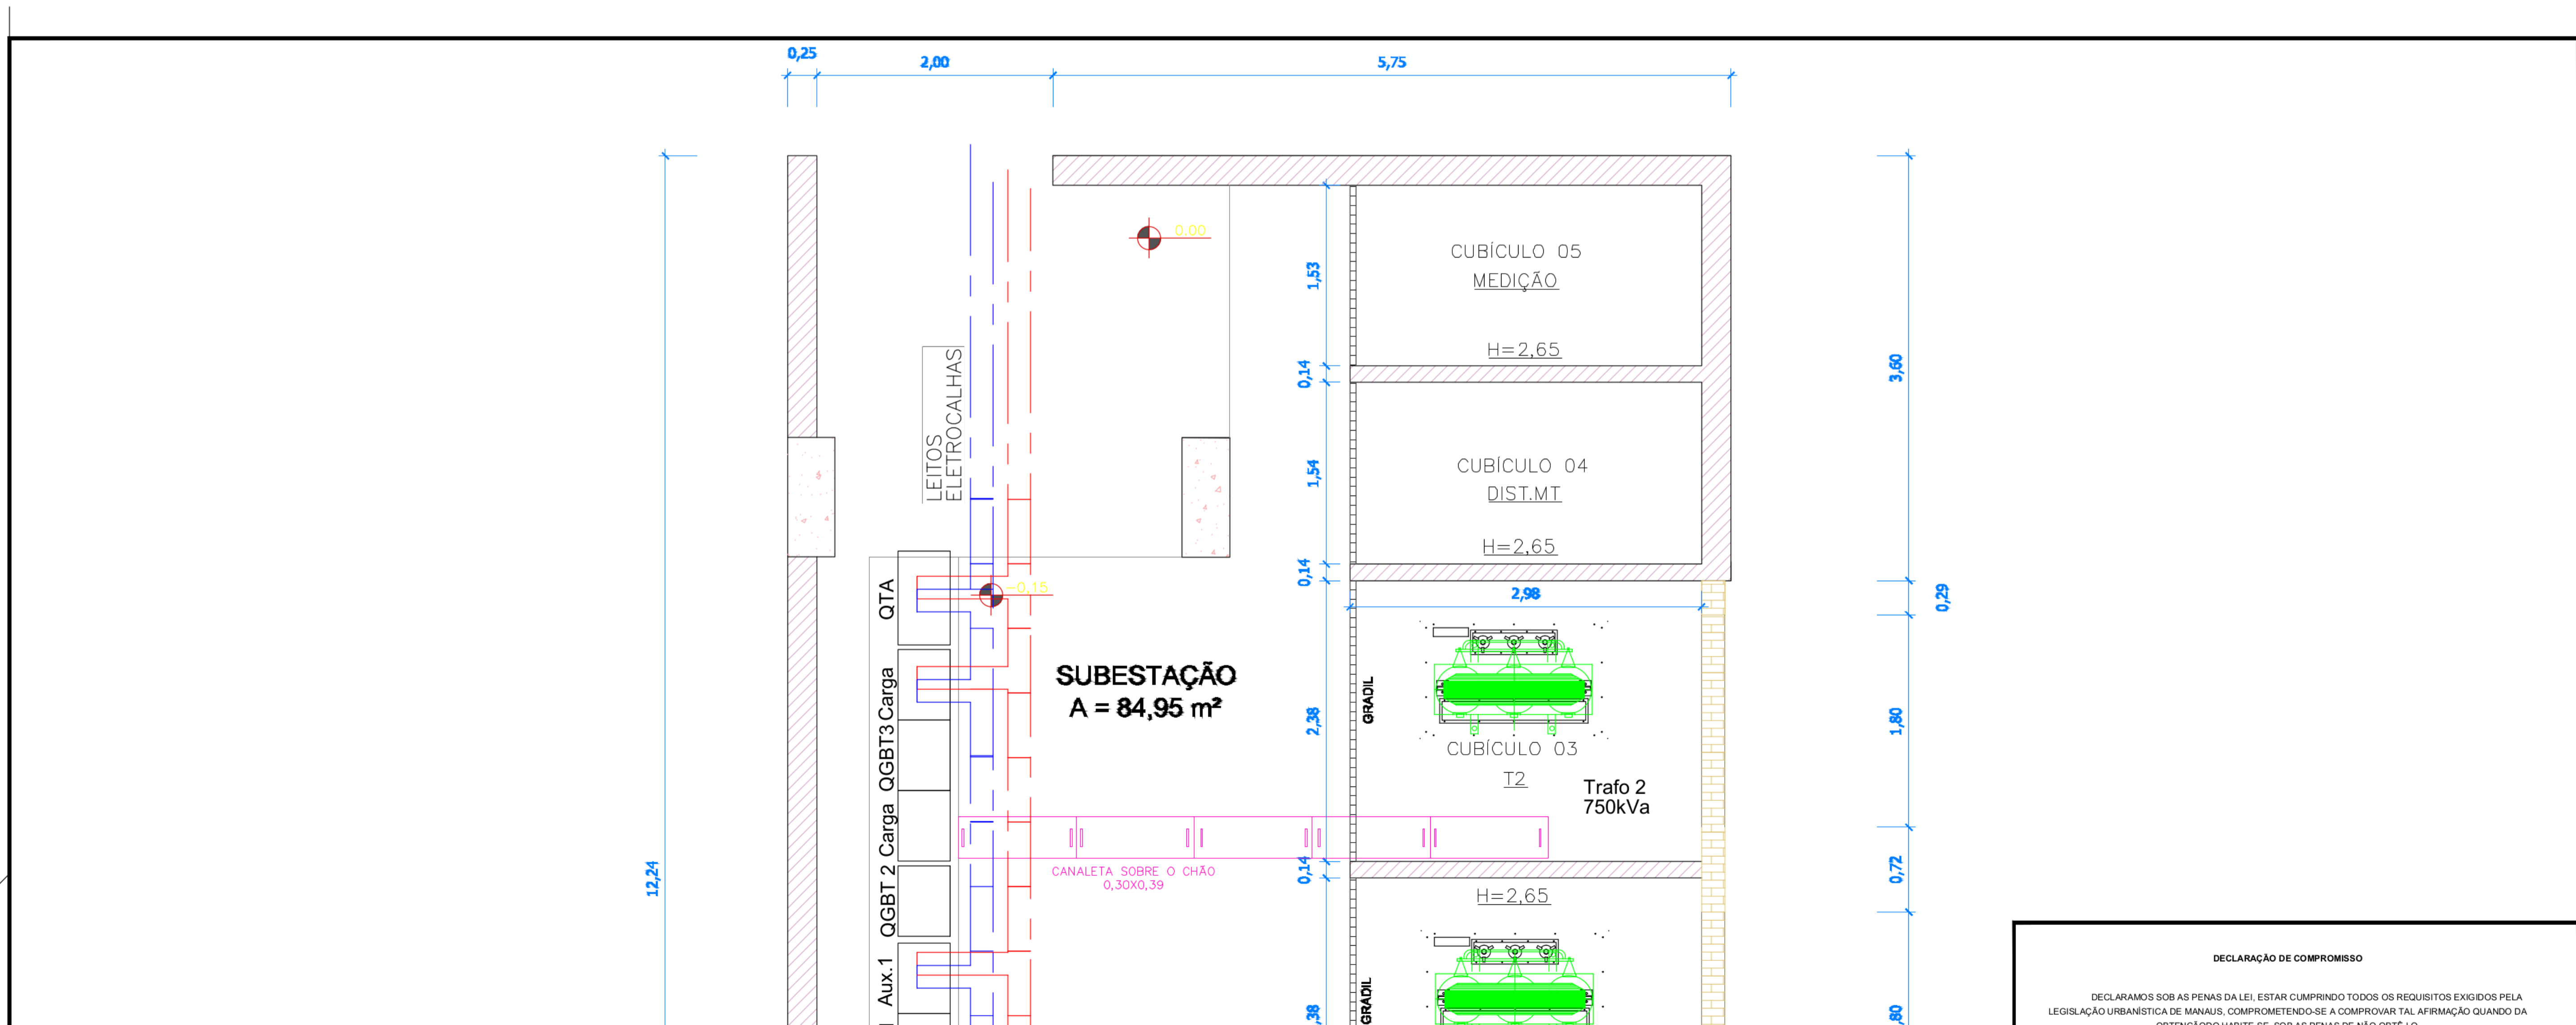 0,25
2,00
5,75
0.00
CUBÍCULO 05
MEDIÇÃO
H=2,65
1,53
0,14
3,60
LEITOS
ELETROCALHAS
CUBÍCULO 04
DIST.MT
H=2,65
1,54
0,14
-0,15
2,98
0,29
QTA
SUBESTAÇÃO
A = 84,95 m²
GRADIL
2,38
1,80
CUBÍCULO 03
T2
Trafo 2
750kVa
QGBT3 Carga
QGBT 2 Carga
CANALETA SOBRE O CHÃO
0,30X0,39
0,14
0,72
12,24
H=2,65
Aux.1
GRADIL
,38
,80
DECLARAÇÃO DE COMPROMISSO
DECLARAMOS SOB AS PENAS DA LEI, ESTAR CUMPRINDO TODOS OS REQUISITOS EXIGIDOS PELA
LEGISLAÇÃO URBANÍSTICA DE MANAUS, COMPROMETENDO-SE A COMPROVAR TAL AFIRMAÇÃO QUANDO DA